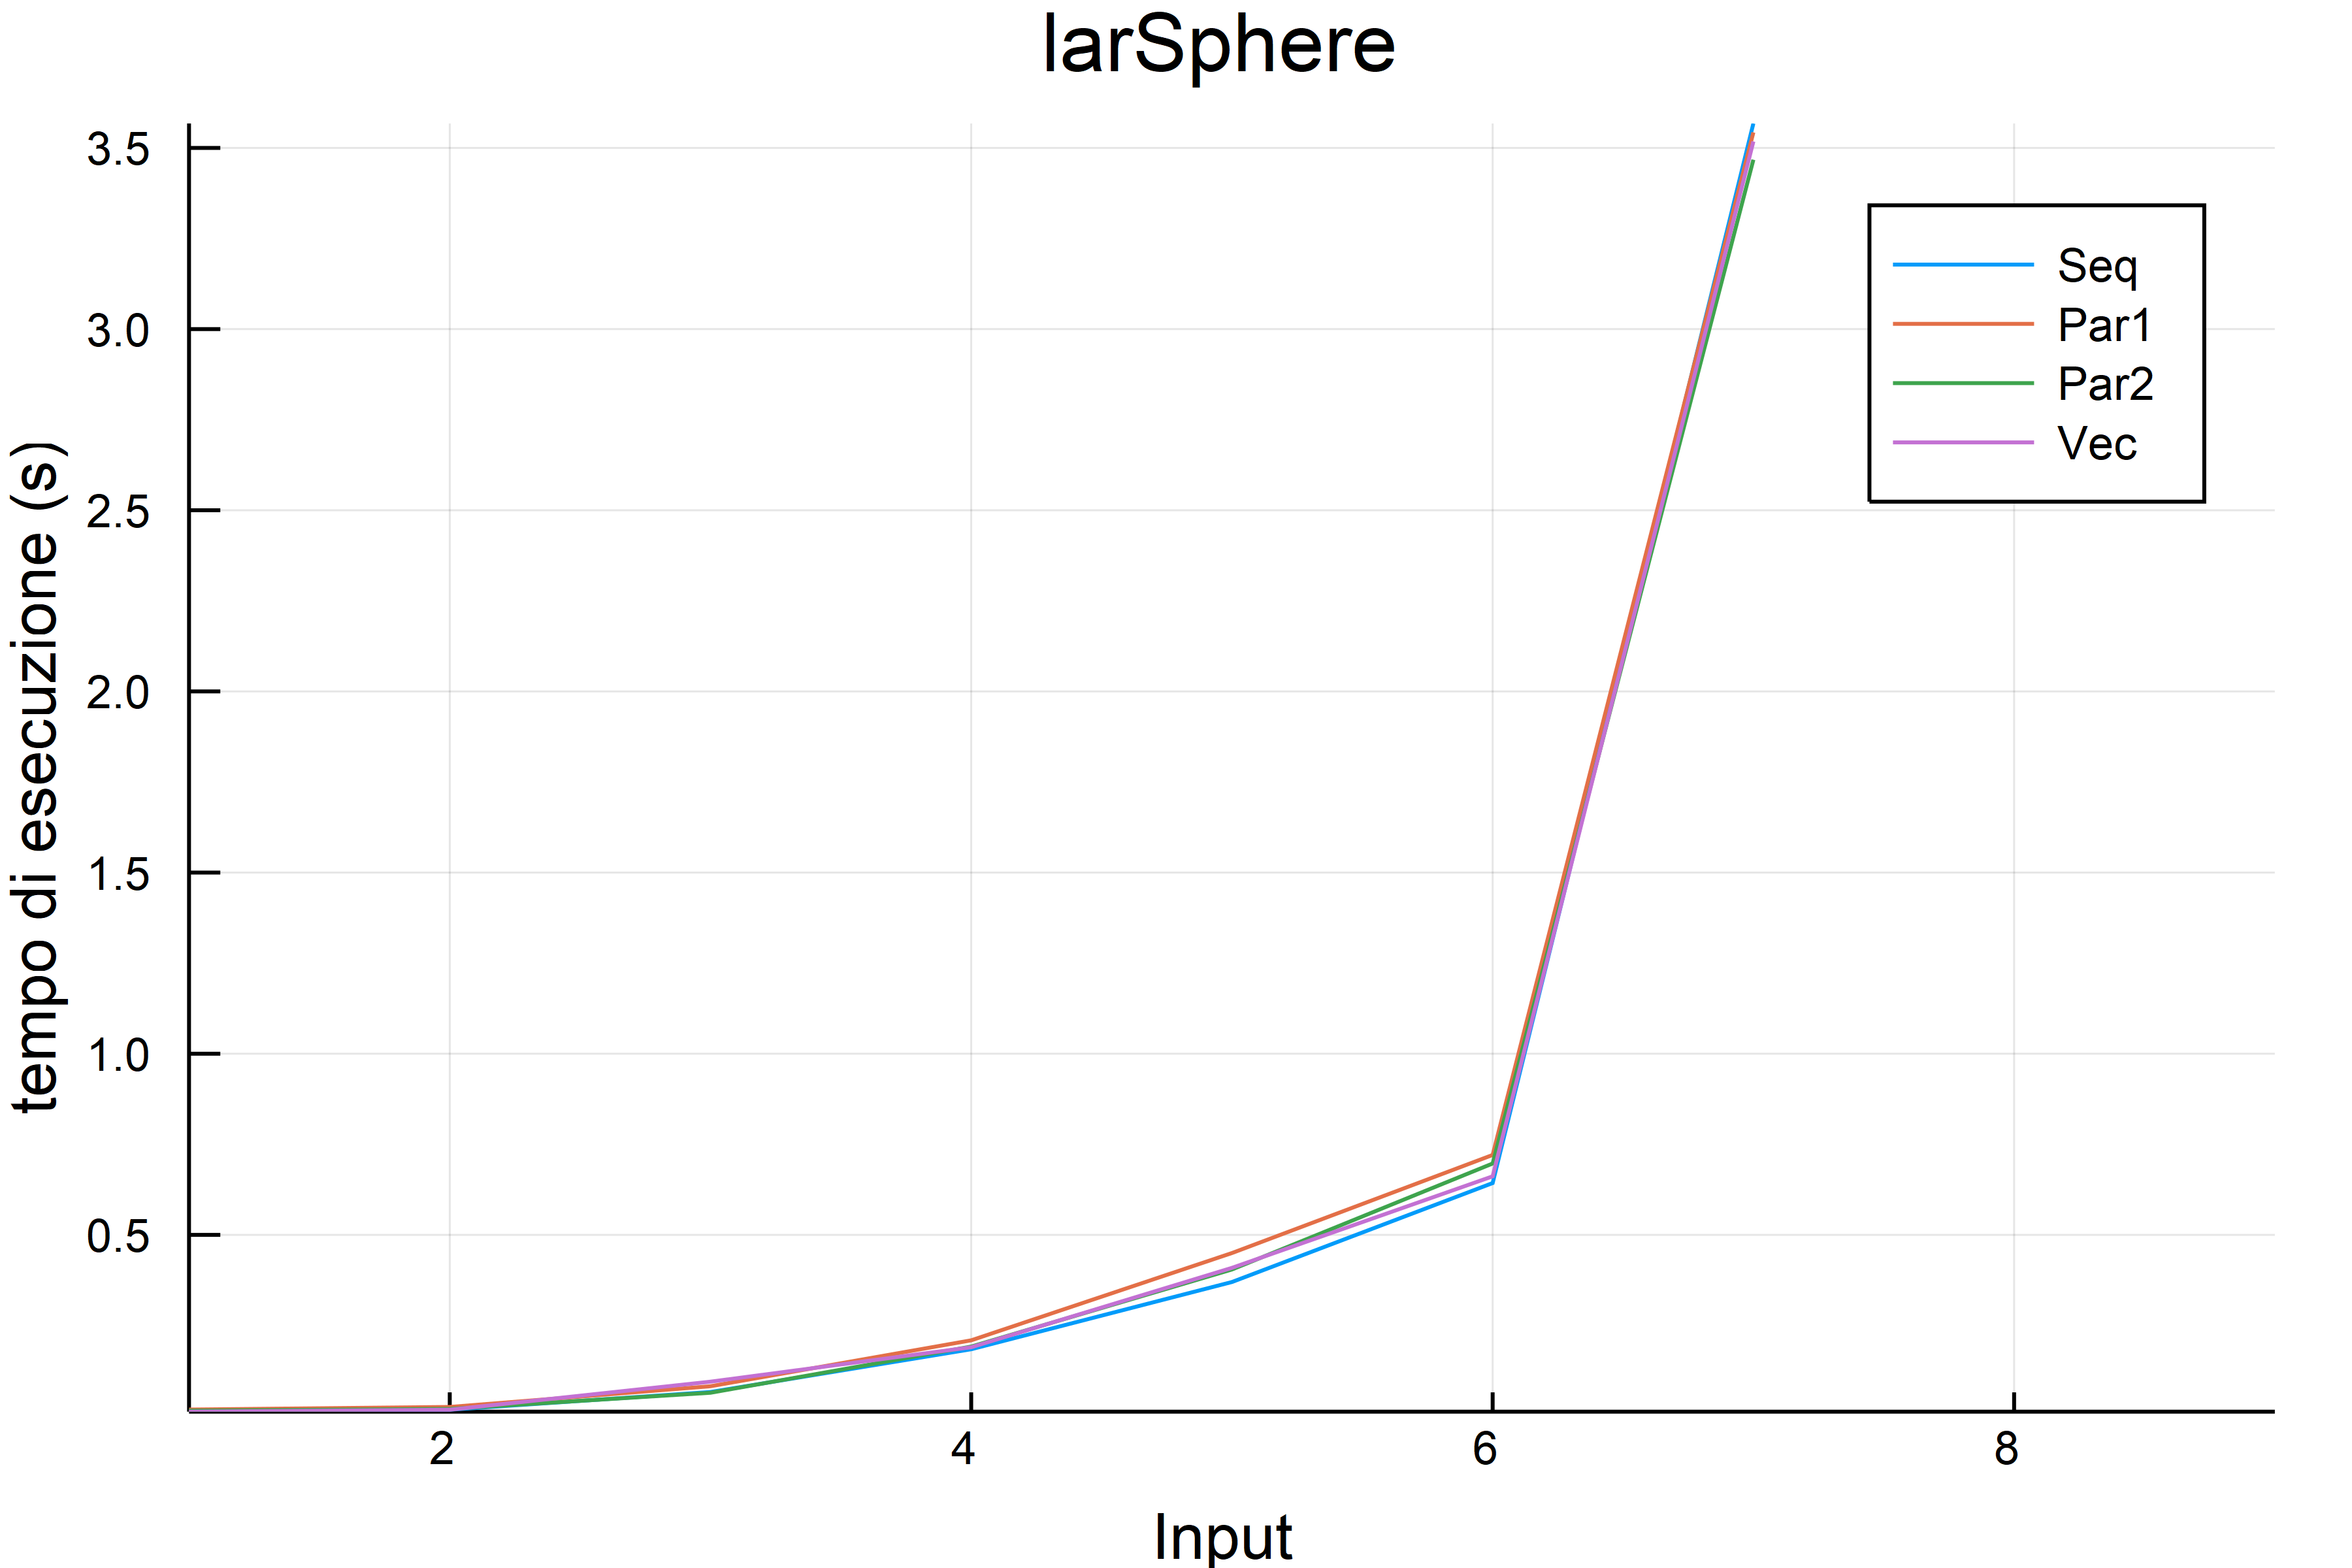 larSphere
3.5
3.0
2.5
2.0
1.5
1.0
0.5
tempo di esecuzione (s)
Seq
Par1
Par2
Vec
2 4 6 8
Input